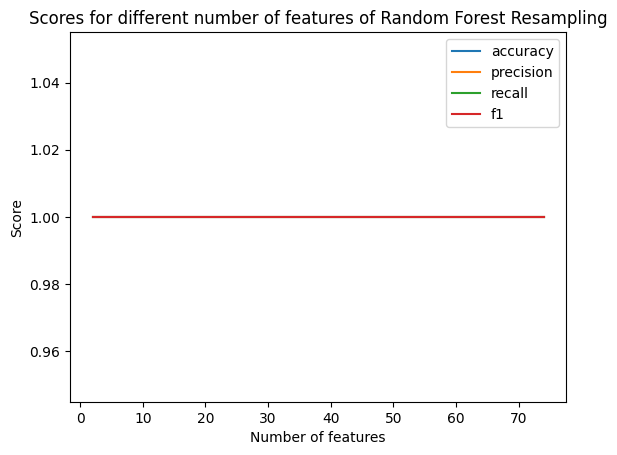 Scores for different number of features of Random Forest Resampling
accuracy
precision
recall
f1
1.04
1.02
1.00
0.98
0.96
Score
0 10 20 30 40 50 60 70
Number of features